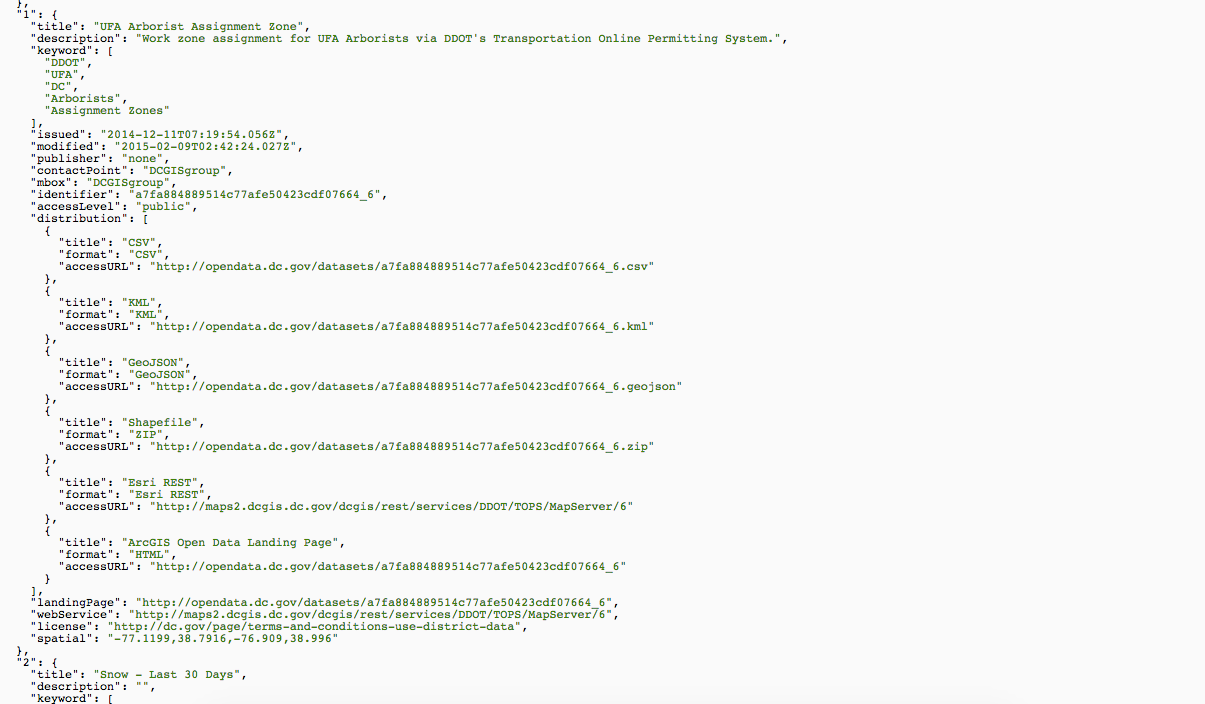 },
"1": {
"title": "UFA Arborist Assignment Zone",
"description": "Work zone assignment for UFA Arborists via DDOT's Transportation Online Permitting System.",
"keyword": [
"DDOT",
"UFA",
"DC",
"Arborists",
"Assignment Zones"
],
"issued": "2014-12-11T07:19:54.056Z",
"modified": "2015-02-09T02:42:24.027Z",
"publisher": "none",
"contactPoint": "DCGISgroup",
"mbox": "DCGISgroup",
"identifier": "a7fa884889514c77afe50423cdf07664_6",
"accessLevel": "public",
"distribution": [
{
"title": "CSV",
"format": "CSV",
"accessURL": "http://opendata.dc.gov/datasets/a7fa884889514c77afe50423cdf07664_6.csv"
},
{
"title": "KML",
"format": "KML",
"accessURL": "http://opendata.dc.gov/datasets/a7fa884889514c77afe50423cdf07664_6.kml"
},
{
"title": "GeoJSON",
"format": "GeoJSON",
"accessURL": "http://opendata.dc.gov/datasets/a7fa884889514c77afe50423cdf07664_6.geojson"
},
{
"title": "Shapefile",
"format": "ZIP",
"accessURL": "http://opendata.dc.gov/datasets/a7fa884889514c77afe50423cdf07664_6.zip"
},
{
"title": "Esri REST",
"format": "Esri REST",
"accessURL": "http://maps2.dcgis.dc.gov/dcgis/rest/services/DDOT/TOPS/MapServer/6"
},
{
"title": "ArcGIS Open Data Landing Page",
"format": "HTML",
"accessURL": "http://opendata.dc.gov/datasets/a7fa884889514c77afe50423cdf07664_6"
}
],
"landingPage": "http://opendata.dc.gov/datasets/a7fa884889514c77afe50423cdf07664_6",
"webService": "http://maps2.dcgis.dc.gov/dcgis/rest/services/DDOT/TOPS/MapServer/6",
"license": "http://dc.gov/page/terms-and-conditions-use-district-data",
"spatial": "-77.1199,38.7916,-76.909,38.996"
},
"2": {
"title": "Snow - Last 30 Days",
"description": "",
"keyword": [